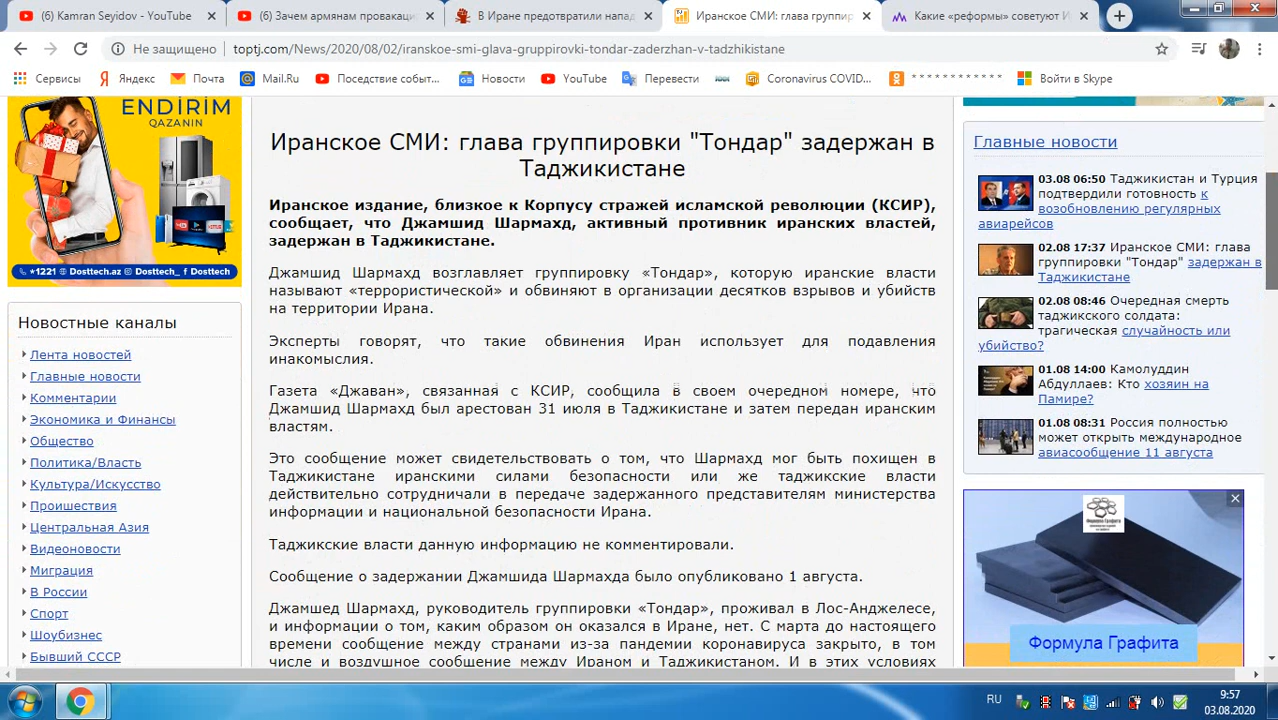 (6) Kamran Seyidov - YouTube
(6) Зачем армянам провокаци
В Иране предотвратили напад
Иранское СМИ: глава группир
Какие «реформы» советуют И
Не защищено
toptj.com/News/2020/08/02/iranskoe-smi-glava-gruppirovki-tondar-zaderzhan-v-tadzhikistane
Сервисы
Яндекс
Почта
Mail.Ru
Поседствие событ...
Новости
YouTube
Перевести
Coronavirus COVID...
* * * * * * * * * * * *
Войти в Skype
ENDİRİM
QAZANIN
*1221 Dosttech.az Dosttech_ Dosttech
Новостные каналы
Лента новостей
Главные новости
Комментарии
Экономика и Финансы
Общество
Политика/Власть
Культура/Искусство
Проишествия
Центральная Азия
Видеоновости
Миграция
В России
Спорт
Шоубизнес
Бывший СССР
Иранское СМИ: глава группировки "Тондар" задержан в
Таджикистане
Иранское издание, близкое к Корпусу стражей исламской революции (КСИР),
сообщает, что Джамшид Шармахд, активный противник иранских властей,
задержан в Таджикистане.
Джамшид Шармахд возглавляет группировку «Тондар», которую иранские власти
называют «террористической» и обвиняют в организации десятков взрывов и убийств
на территории Ирана.
Эксперты говорят, что такие обвинения Иран использует для подавления
инакомыслия.
Газета «Джаван», связанная с КСИР, сообщила в своем очередном номере, что
Джамшид Шармахд был арестован 31 июля в Таджикистане и затем передан иранским
властям.
Это сообщение может свидетельствовать о том, что Шармахд мог быть похищен в
Таджикистане иранскими силами безопасности или же таджикские власти
действительно сотрудничали в передаче задержанного представителям министерства
информации и национальной безопасности Ирана.
Таджикские власти данную информацию не комментировали.
Сообщение о задержании Джамшида Шармахда было опубликовано 1 августа.
Джамшед Шармахд, руководитель группировки «Тондар», проживал в Лос-Анджелесе,
и информации о том, каким образом он оказался в Иране, нет. С марта до настоящего
времени сообщение между странами из-за пандемии коронавируса закрыто, в том
числе и воздушное сообщение между Ираном и Таджикистаном. И в этих условиях
Главные новости
03.08 06:50 Таджикистан и Турция
подтвердили готовность к
возобновлению регулярных
авиарейсов
02.08 17:37 Иранское СМИ: глава
группировки "Тондар" задержан в
Таджикистане
02.08 08:46 Очередная смерть
таджикского солдата:
трагическая случайность или
убийство?
01.08 14:00 Камолуддин
Абдуллаев: Кто хозяин на
Памире?
01.08 08:31 Россия полностью
может открыть международное
авиасообщение 11 августа
Формула Графита
RU
9:57
03.08.2020